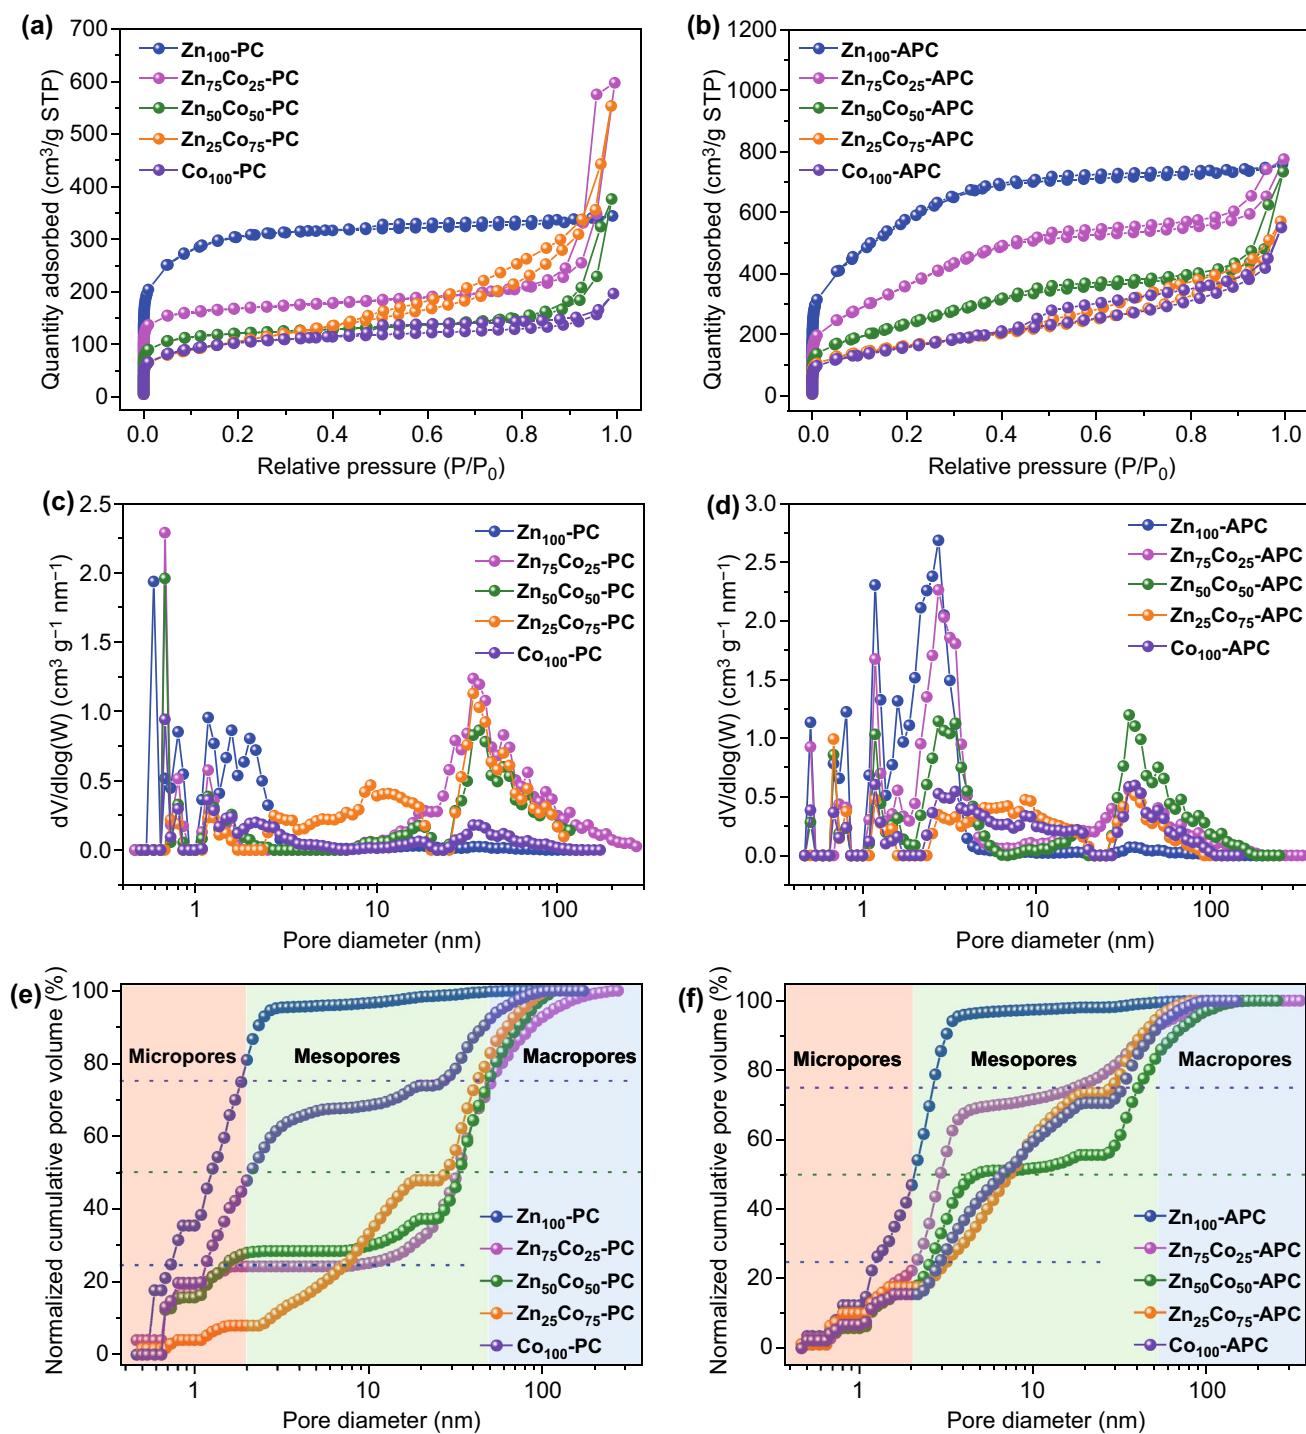 (a)
700
600
500
400
300
200
100
0
Quantity adsorbed (cm³/g STP)
Zn₁₀₀-PC
Zn₇₅Co₂₅-PC
Zn₅₀Co₅₀-PC
Zn₂₅Co₇₅-PC
Co₁₀₀-PC
0.0 0.2 0.4 0.6 0.8 1.0
Relative pressure (P/P₀)
(b)
1200
1000
800
600
400
200
0
Quantity adsorbed (cm³/g STP)
Zn₁₀₀-APC
Zn₇₅Co₂₅-APC
Zn₅₀Co₅₀-APC
Zn₂₅Co₇₅-APC
Co₁₀₀-APC
0.0 0.2 0.4 0.6 0.8 1.0
Relative pressure (P/P₀)
(c)
2.5
2.0
1.5
1.0
0.5
0.0
dV/dlog(W) (cm³ g⁻¹ nm⁻¹)
Zn₁₀₀-PC
Zn₇₅Co₂₅-PC
Zn₅₀Co₅₀-PC
Zn₂₅Co₇₅-PC
Co₁₀₀-PC
1 10 100
Pore diameter (nm)
(d)
3.0
2.5
2.0
1.5
1.0
0.5
0.0
dV/dlog(W) (cm³ g⁻¹ nm⁻¹)
Zn₁₀₀-APC
Zn₇₅Co₂₅-APC
Zn₅₀Co₅₀-APC
Zn₂₅Co₇₅-APC
Co₁₀₀-APC
1 10 100
Pore diameter (nm)
(e)
100
80
60
40
20
0
Normalized cumulative pore volume (%)
Micropores Mesopores Macropores
Zn₁₀₀-PC
Zn₇₅Co₂₅-PC
Zn₅₀Co₅₀-PC
Zn₂₅Co₇₅-PC
Co₁₀₀-PC
1 10 100
Pore diameter (nm)
(f)
100
80
60
40
20
0
Normalized cumulative pore volume (%)
Micropores Mesopores Macropores
Zn₁₀₀-APC
Zn₇₅Co₂₅-APC
Zn₅₀Co₅₀-APC
Zn₂₅Co₇₅-APC
Co₁₀₀-APC
1 10 100
Pore diameter (nm)